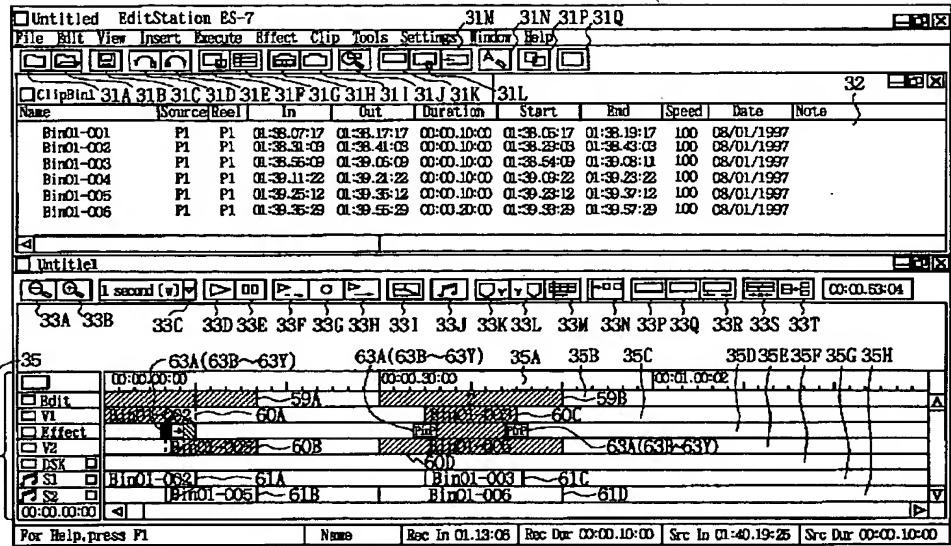 Untitled EditStation ES-7
File Edit View Insert Execute Effect Clip Tools Settings Window Help
31M 31N 31P 31Q
ClipBin1 31A 31B 31C 31D 31E 31F 31G 31H 31I 31J 31K 31L
32
Name Source Reel In Out Duration Start End Speed Date Note
Bin01-001 P1 P1 01:38.07:17 01:38.17:17 00:00.10:00 01:38.05:17 01:38.19:17 100 08/01/1997
Bin01-002 P1 P1 01:38.31:03 01:38.41:03 00:00.10:00 01:38.29:03 01:38.43:03 100 08/01/1997
Bin01-003 P1 P1 01:38.56:09 01:39.06:09 00:00.10:00 01:38.54:09 01:39.08:11 100 08/01/1997
Bin01-004 P1 P1 01:39.11:22 01:39.21:22 00:00.10:00 01:39.09:22 01:39.23:22 100 08/01/1997
Bin01-005 P1 P1 01:39.25:12 01:39.35:12 00:00.10:00 01:39.23:12 01:39.37:12 100 08/01/1997
Bin01-006 P1 P1 01:39.35:29 01:39.55:29 00:00.20:00 01:39.33:29 01:39.57:29 100 08/01/1997
Untitle1
1 second (w) 00:00.53:04
33A 33B 33C 33D 33E 33F 33G 33H 33I 33J 33K 33L 33M 33N 33P 33Q 33R 33S 33T
35 63A(63B~63Y) 63A(63B~63Y) 35A 35B 35C 35D 35E 35F 35G 35H
00:00.00:00 00:00.30:00 00:01.00:02
Edit 59A 59B
V1 Bin01-002 60A Bin01-003 60C
Effect 63A(63B~63Y)
V2 Bin01-005 60B Bin01-006
DSK 60D
S1 Bin01-002 61A Bin01-003 61C
S2 Bin01-005 61B Bin01-006 61D
00:00.00:00
For Help,press F1 Name Rec In 01.13:06 Rec Dur 00:00.10:00 Src In 01:40.19:25 Src Dur 00:00.10:00